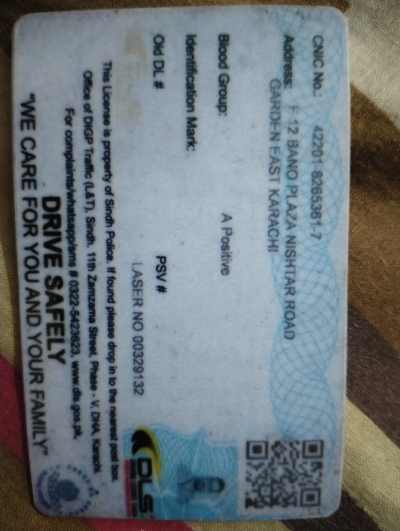 CNIC No.: 42201-8265361-7
Address: F 12 BANO PLAZA NISHTAR ROAD
GARDEN EAST KARACHI
Blood Group: A Positive
Identification Mark:
Old DL # PSV #
LASER NO 00329132
This License is property of Sindh Police. If found please drop in to the nearest post box.
Office of DIGP Traffic (L&T), Sindh, 11th Zamzama Street, Phase - V, DHA, Karachi.
For complaints/whatsapp/sms # 0322-5423623, www.dls.gos.pk,
DRIVE SAFELY
"WE CARE FOR YOU AND YOUR FAMILY"
DLS